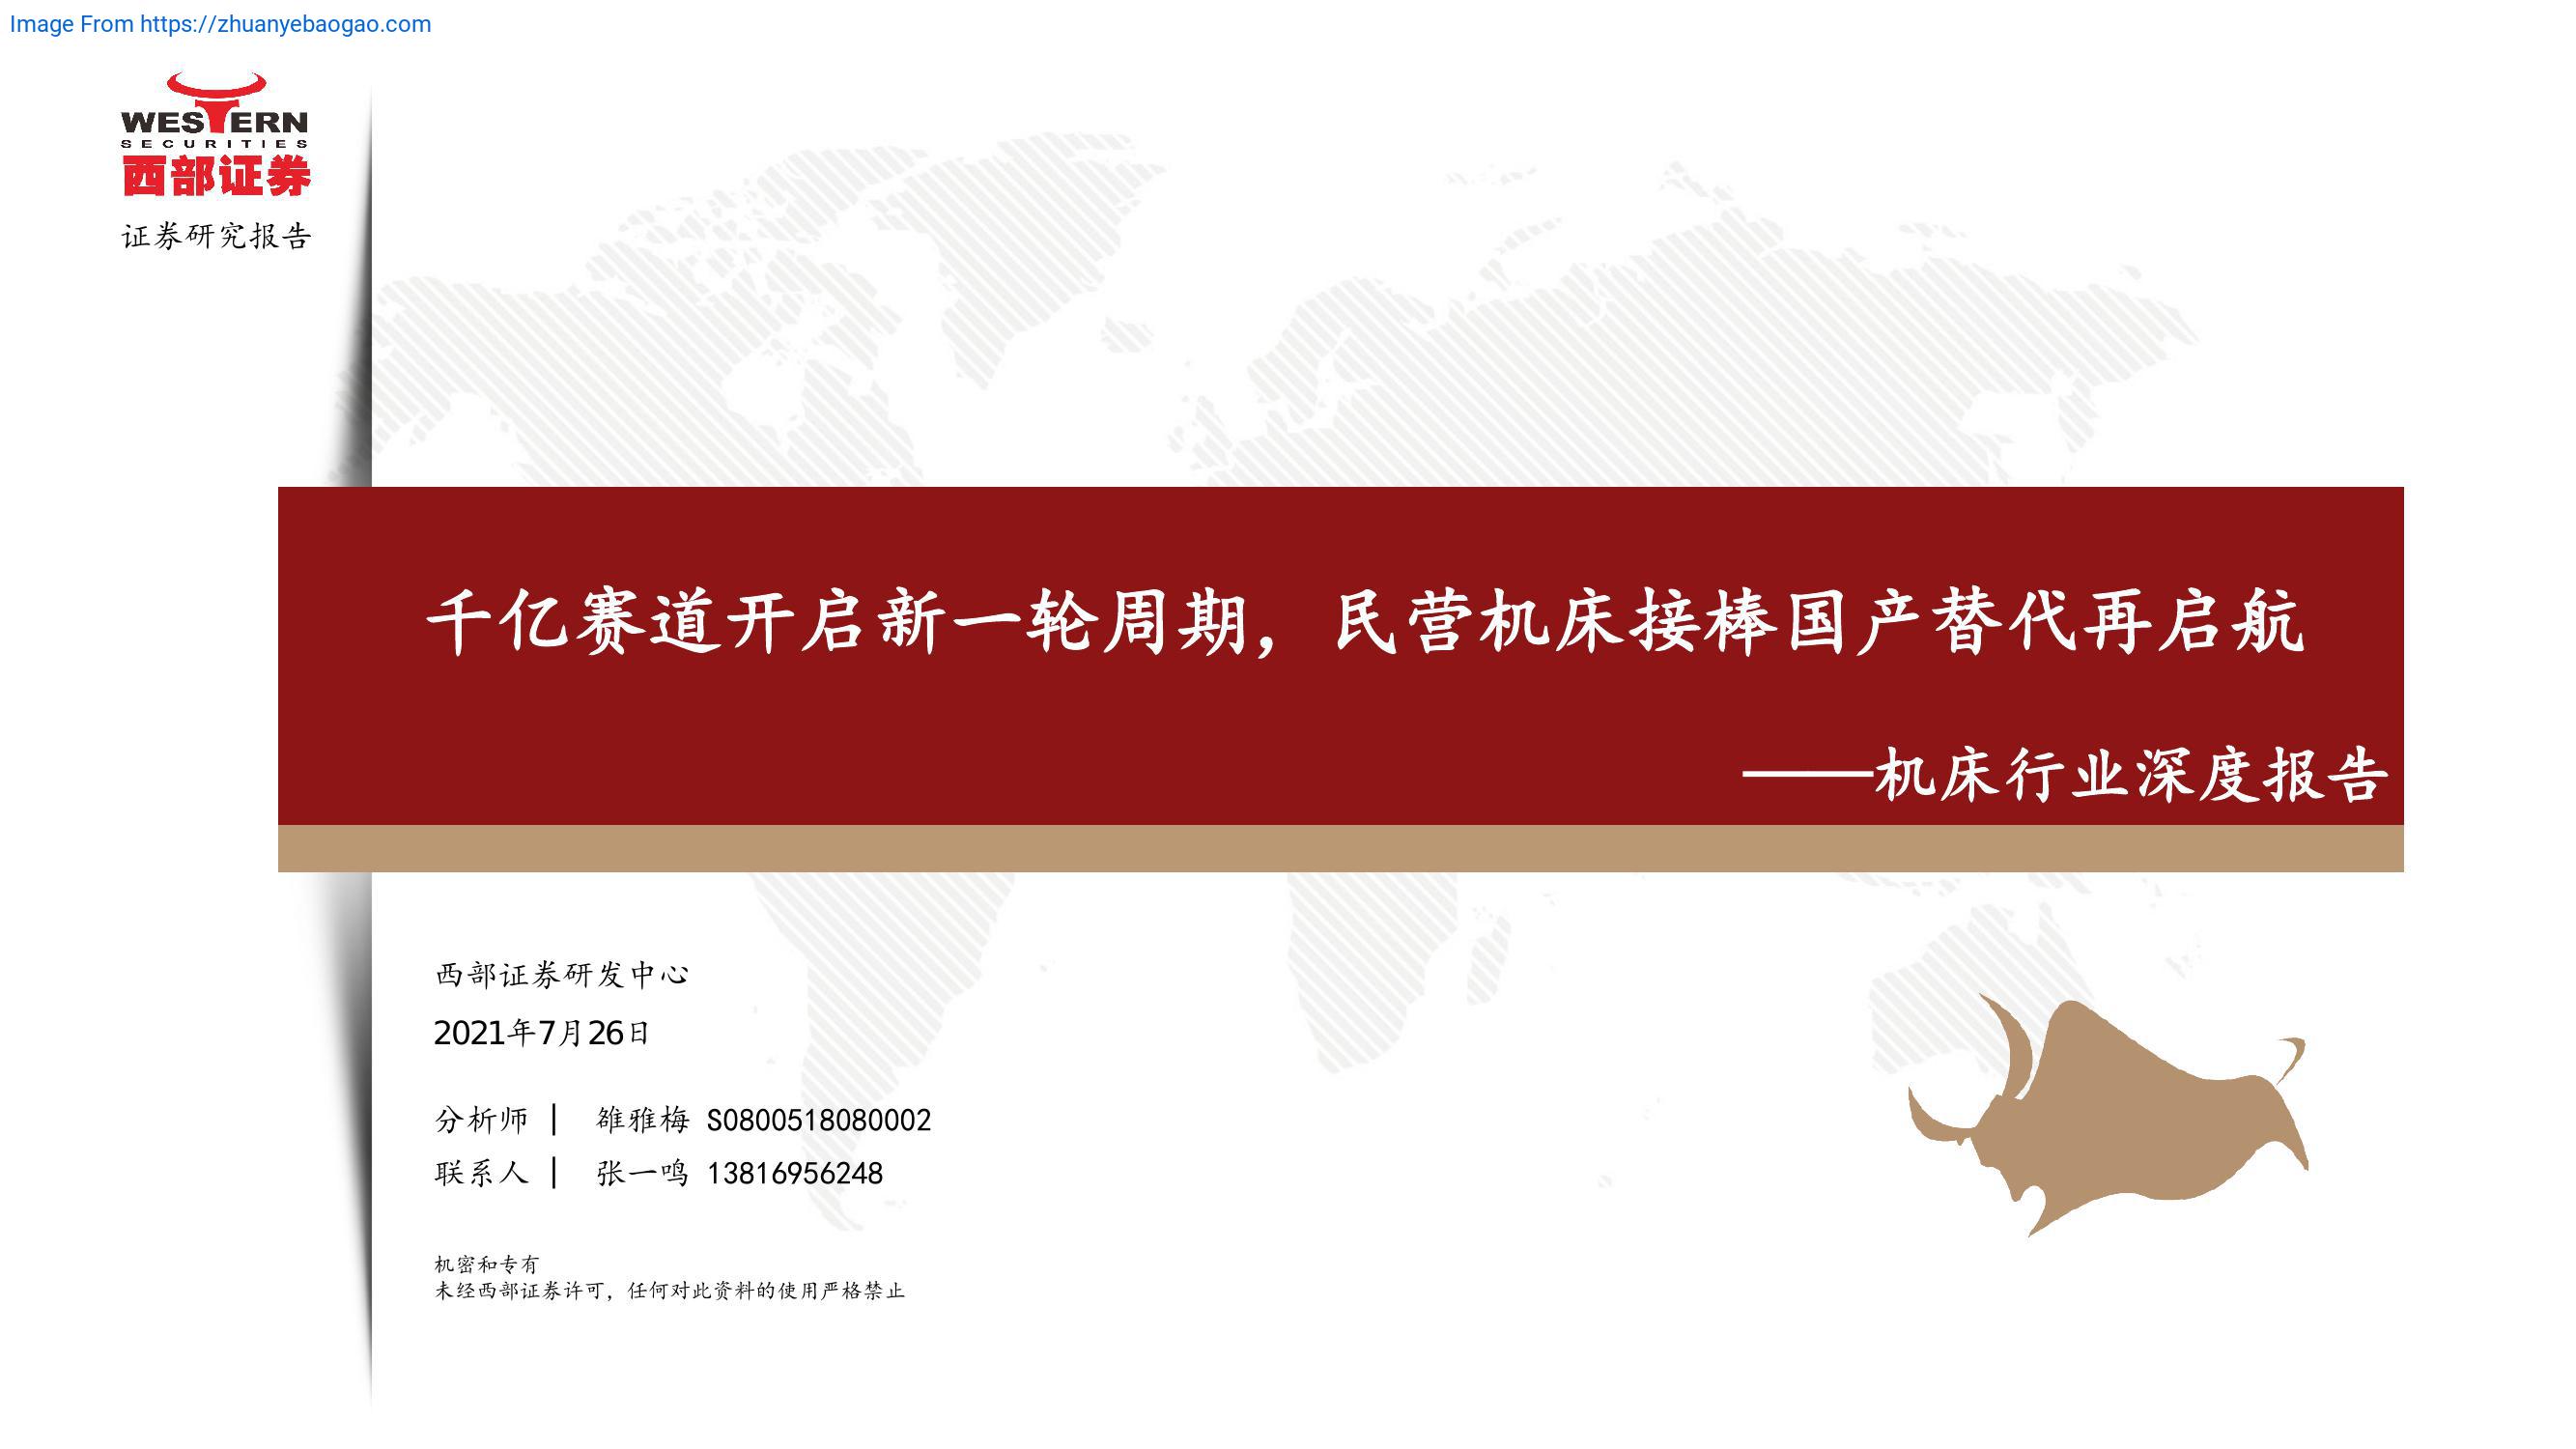 Image From https://zhuanyebaogao.com
WESTERN
SECURITIES
西部证券
证券研究报告
千亿赛道开启新一轮周期，民营机床接棒国产替代再启航
——机床行业深度报告
西部证券研发中心
2021年7月26日
分析师 | 雒雅梅 S0800518080002
联系人 | 张一鸣 13816956248
机密和专有
未经西部证券许可，任何对此资料的使用严格禁止